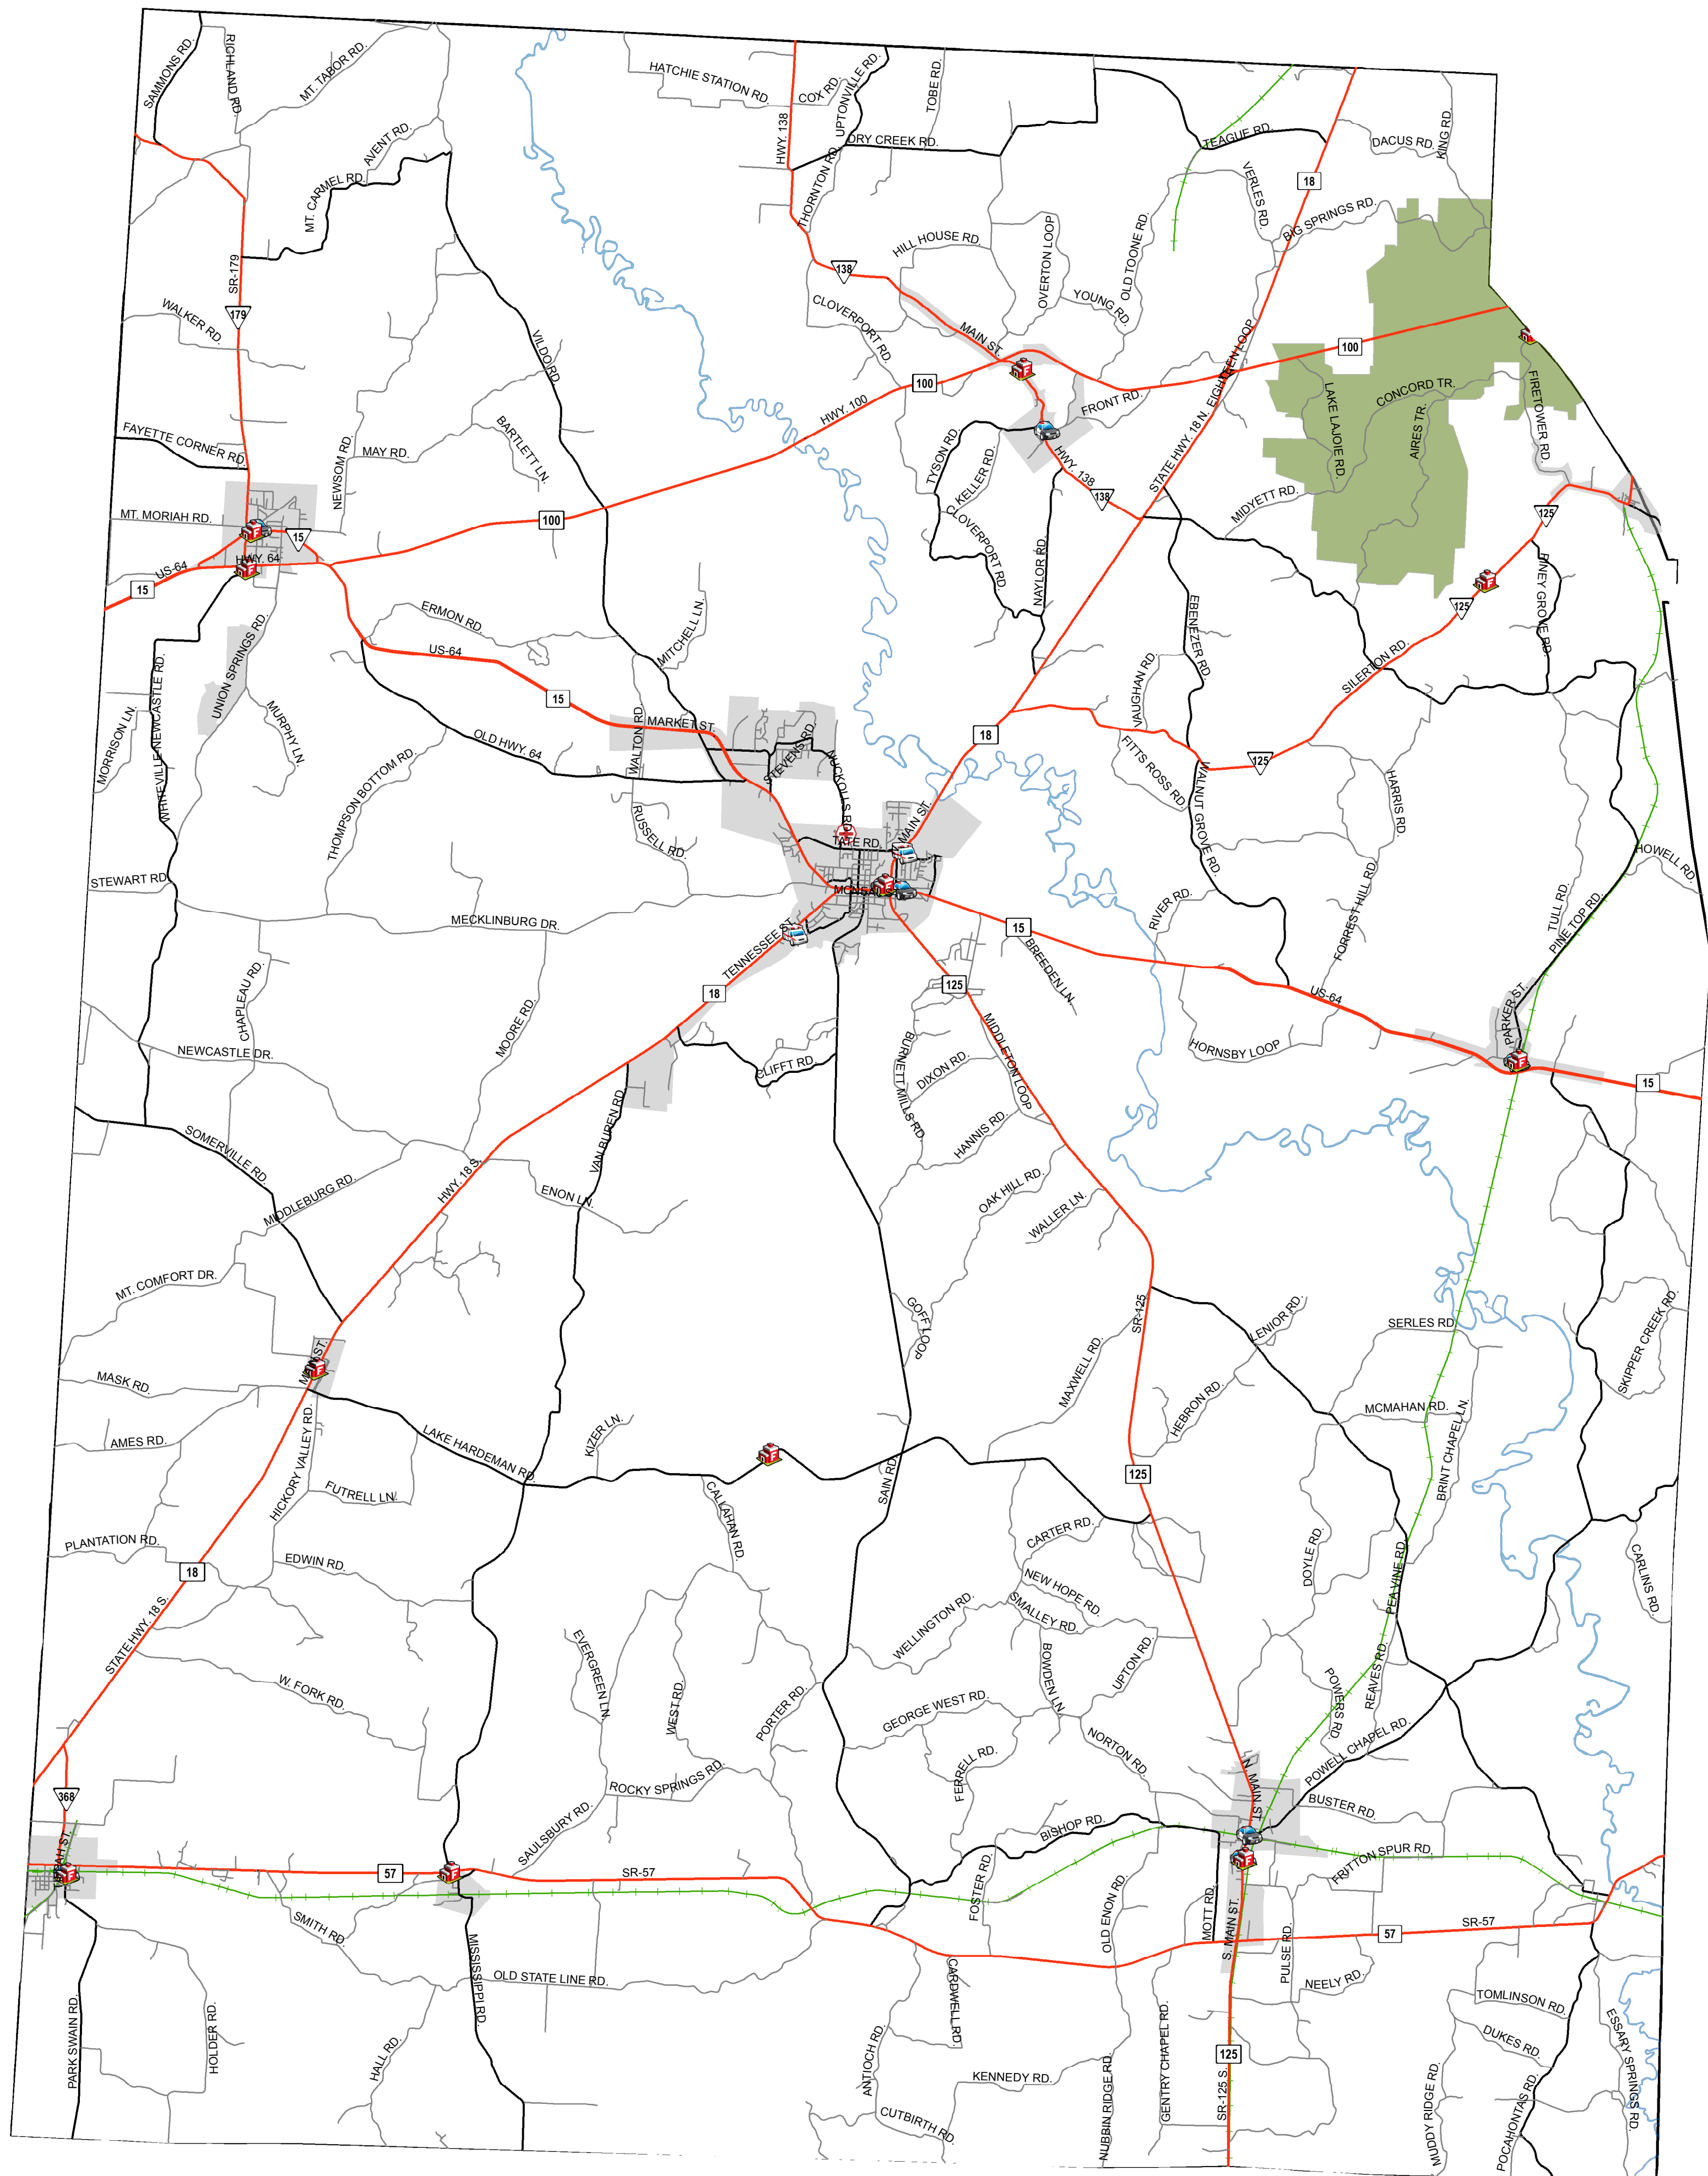 SAMMONS RD.
RICHLAND RD.
MT. TABOR RD.
HATCHIE STATION RD.
COX RD.
UPTONVILLE RD.
TOBE RD.
HWY. 138
DRY CREEK RD.
TEAGUE RD.
DACUS RD.
KING RD.
AVENT RD.
MT. CARMEL RD.
THORNTON RD.
VERLES RD.
18
BIG SPRINGS RD.
SR-179
179
138
HILL HOUSE RD.
OVERTON LOOP
OLD TOONE RD.
YOUNG RD.
WALKER RD.
CLOVERPORT RD.
MAIN ST.
VILDO RD.
STATE HWY. 18 N. EIGHTEEN LOOP
100
100
HWY. 100
FRONT RD.
LAKE LAJOIE RD.
CONCORD TR.
AIRES TR.
FIRETOWER RD.
FAYETTE CORNER RD.
NEWSOM RD.
MAY RD.
BARTLETT LN.
TYSON RD.
KELLER RD.
HWY. 138
138
MIDYETT RD.
125
MT. MORIAH RD.
15
100
CLOVERPORT RD.
NAYLOR RD.
HWY. 64
US-64
15
PINEY GROVE RD.
125
EBENEZER RD.
ERMON RD.
US-64
MITCHELL LN.
UNION SPRINGS RD.
WHITEVILLE-NEWCASTLE RD.
SILERTON RD.
VAUGHAN RD.
15
MORRISON LN.
MURPHY LN.
WALTON RD.
MARKET ST.
STEVENS RD.
NUCKOLLS RD.
18
OLD HWY. 64
FITTS ROSS RD.
125
WALNUT GROVE RD.
HARRIS RD.
THOMPSON BOTTOM RD.
RUSSELL RD.
TATE RD.
MAIN ST.
HOWELL RD.
STEWART RD.
MECKLINBURG DR.
TENNESSEE ST.
15
BREEDEN LN.
RIVER RD.
FORREST HILL RD.
TULL RD.
PINE TOP RD.
18
125
US-64
CHAPLEAU RD.
MOORE RD.
NEWCASTLE DR.
CLIFFT RD.
BURNETT MILLS RD.
DIXON RD.
MIDDLETON LOOP
HORNSBY LOOP
PARKER ST.
15
SOMERVILLE RD.
VAN BUREN RD.
HANNIS RD.
MIDDLEBURG RD.
HWY. 18 S.
ENON LN.
OAK HILL RD.
WALLER LN.
MT. COMFORT DR.
GOFF LOOP
SR-125
LENIOR RD.
SERLES RD.
SKIPPER CREEK RD.
MASK RD.
MAXWELL RD.
HEBRON RD.
MCMAHAN RD.
BRINT CHAPEL LN.
AMES RD.
HICKORY VALLEY RD.
LAKE HARDEMAN RD.
KIZER LN.
SAIN RD.
125
FUTRELL LN.
CALLAHAN RD.
PLANTATION RD.
18
EDWIN RD.
CARTER RD.
DOYLE RD.
PEA VINE RD.
CARLINS RD.
NEW HOPE RD.
SMALLEY RD.
WELLINGTON RD.
STATE HWY. 18 S.
W. FORK RD.
EVERGREEN LN.
WEST RD.
PORTER RD.
GEORGE WEST RD.
BOWDEN LN.
UPTON RD.
POWERS RD.
REAVES RD.
NORTON RD.
POWELL CHAPEL RD.
368
ROCKY SPRINGS RD.
FERRELL RD.
N. MAIN ST.
BUSTER RD.
SAULSBURY RD.
BISHOP RD.
FRITTON SPUR RD.
57
SR-57
FOSTER RD.
OLD ENON RD.
MOTT RD.
S. MAIN ST.
57
SR-57
SMITH RD.
MISSISSIPPI RD.
OLD STATE LINE RD.
CARDWELL RD.
PULSE RD.
NEELY RD.
TOMLINSON RD.
PARK SWAIN RD.
HOLDER RD.
HALL RD.
ANTIOCH RD.
KENNEDY RD.
CUTBIRTH RD.
NUBBIN RIDGE RD.
GENTRY CHAPEL RD.
125
SR-125 S.
MUDDY RIDGE RD.
DUKES RD.
POCAHONTAS RD.
ESSARY SPRINGS RD.